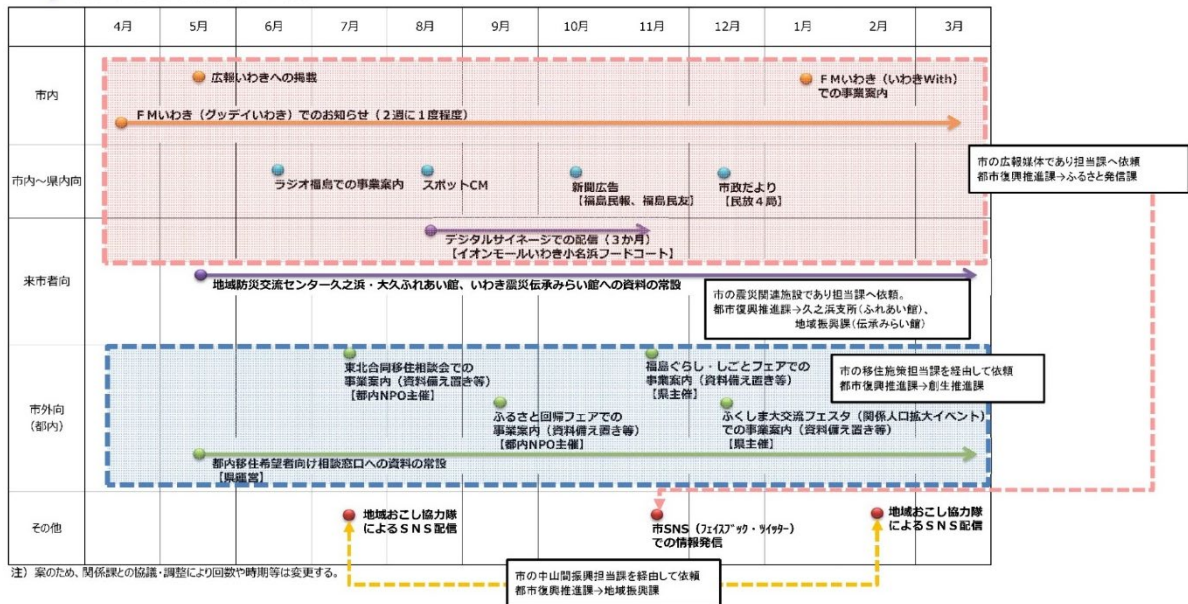 4月 5月 6月 7月 8月 9月 10月 11月 12月 1月 2月 3月
市内
広報いわきへの掲載
FMいわき（いわきWith）
での事業案内
FMいわき（グッデイいわき）でのお知らせ（２週に１度程度）
市内～県内向
ラジオ福島での事業案内
スポットCM
新聞広告
【福島民報、福島民友】
市政だより
【民放４局】
市の広報媒体であり担当課へ依頼
都市復興推進課→ふるさと発信課
来市者向
デジタルサイネージでの配信（３か月）
【イオンモールいわき小名浜フードコート】
地域防災交流センター久之浜・大久ふれあい館、いわき震災伝承みらい館への資料の常設
市の震災関連施設であり担当課へ依頼。
都市復興推進課→久之浜支所(ふれあい館)、
地域振興課(伝承みらい館)
市外向
（都内）
東北合同移住相談会での
事業案内（資料備え置き等）
【都内NPO主催】
福島ぐらし・しごとフェアでの
事業案内（資料備え置き等）
【県主催】
市の移住施策担当課を経由して依頼
都市復興推進課→創生推進課
ふるさと回帰フェアでの
事業案内（資料備え置き等）
【都内NPO主催】
ふくしま大交流フェスタ（関係人口拡大イベント）
での事業案内（資料備え置き等）
【県主催】
都内移住希望者向け相談窓口への資料の常設
【県運営】
その他
地域おこし協力隊
によるＳＮＳ配信
市SNS（ﾌｪｲｽﾌﾞｯｸ・ﾂｲｯﾀｰ）
での情報発信
地域おこし協力隊
によるＳＮＳ配信
市の中山間振興担当課を経由して依頼
都市復興推進課→地域振興課
注）案のため、関係課との協議・調整により回数や時期等は変更する。